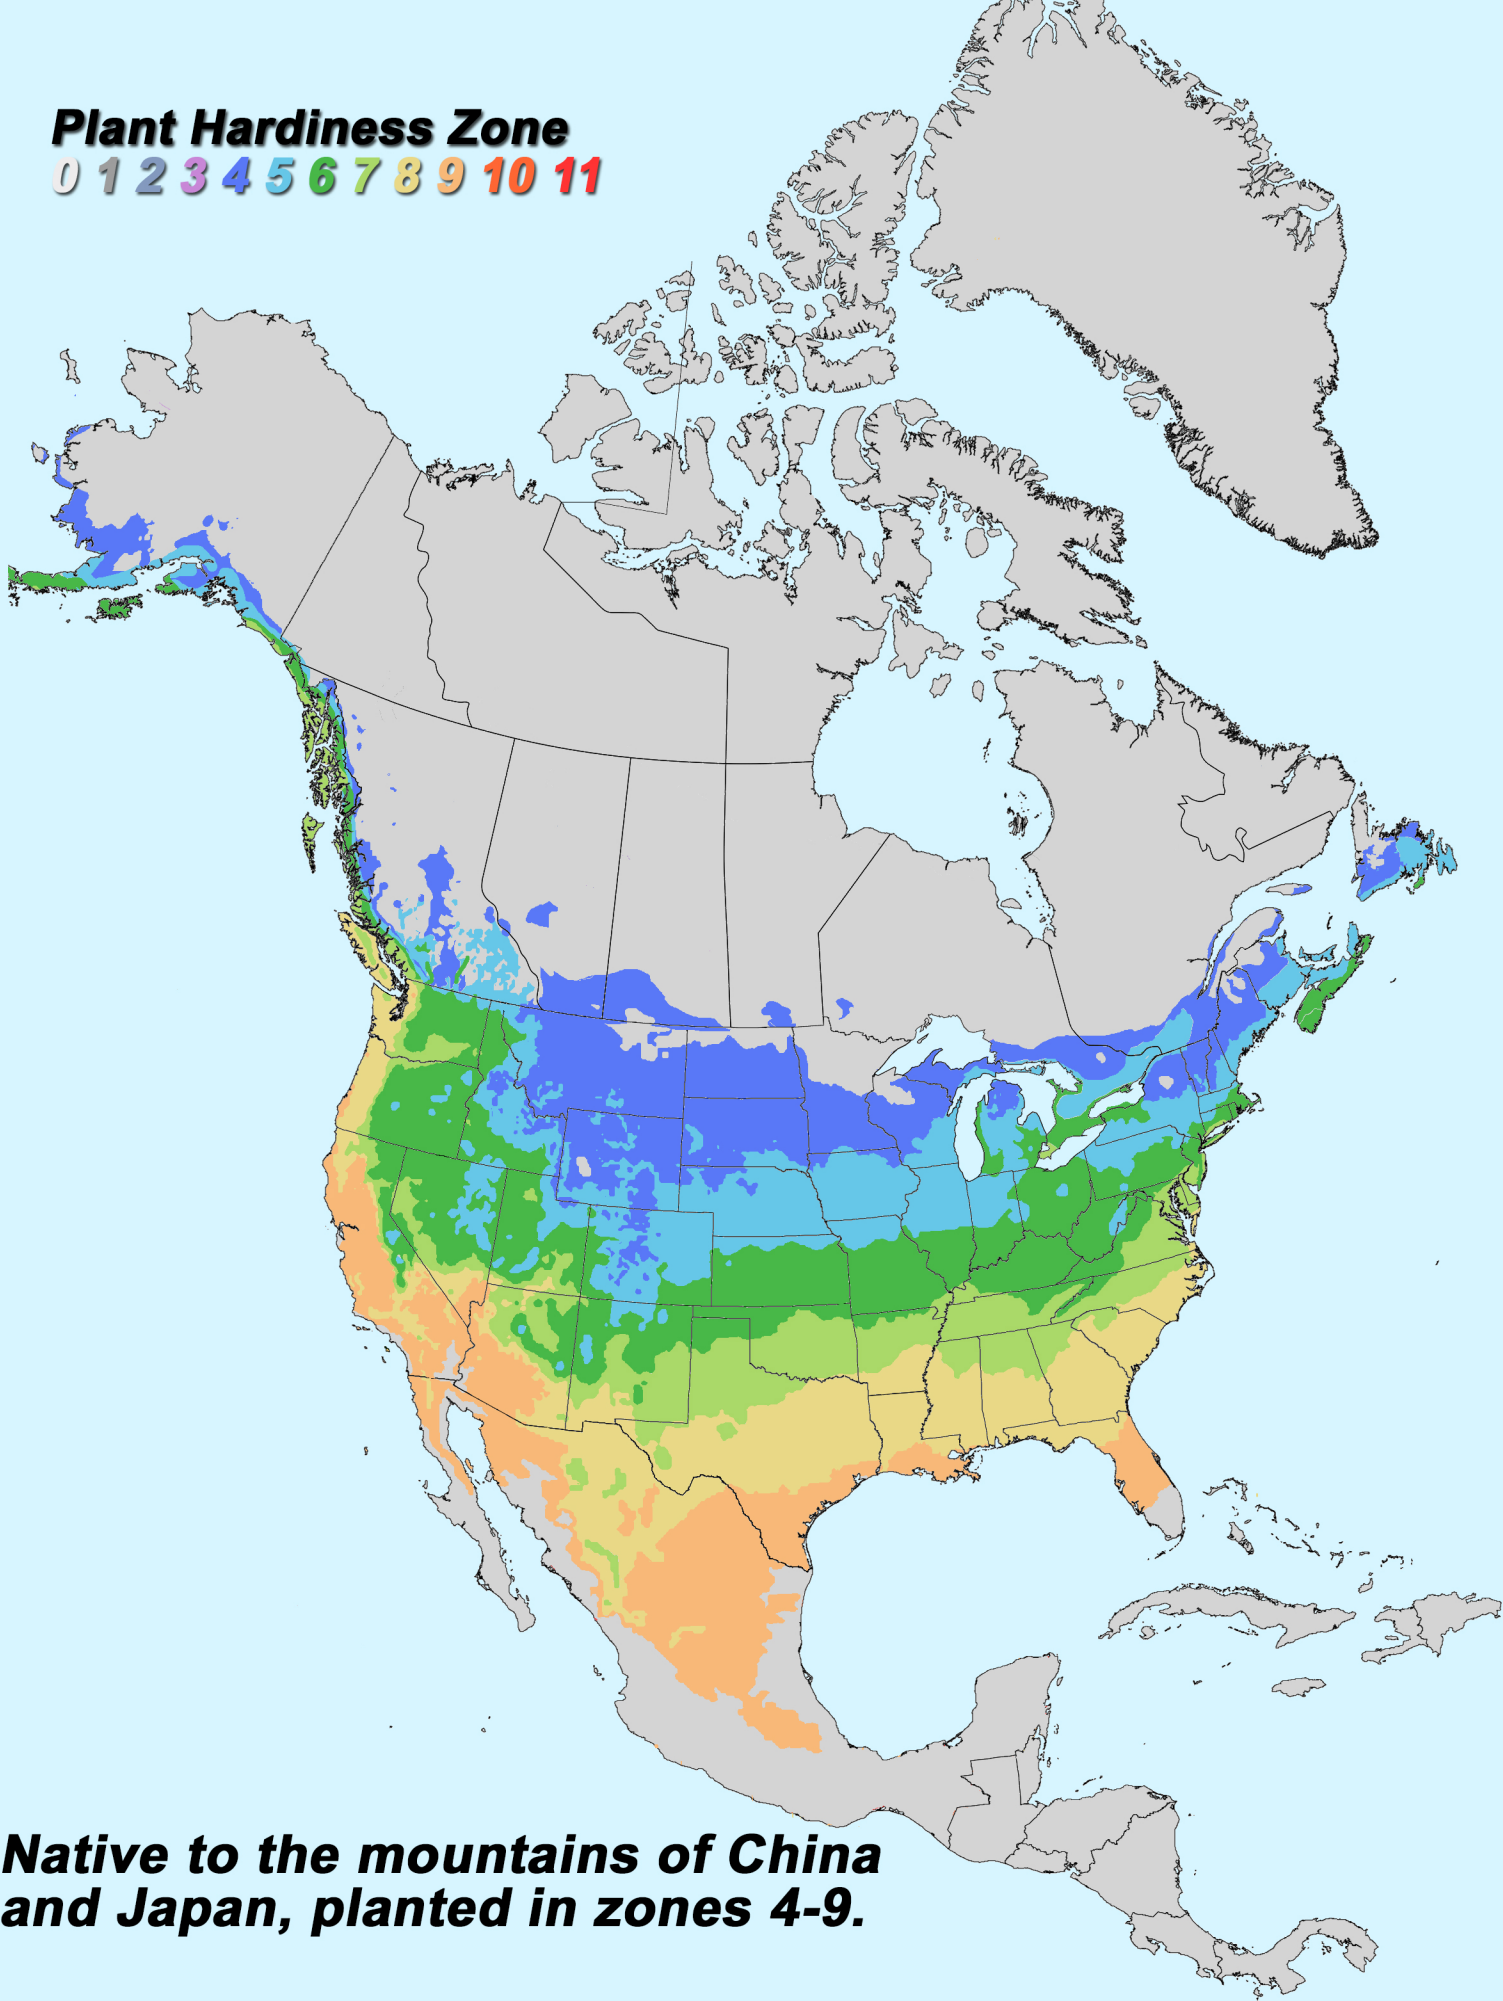 Plant Hardiness Zone
0 1 2 3 4 5 6 7 8 9 10 11
Native to the mountains of China
and Japan, planted in zones 4-9.